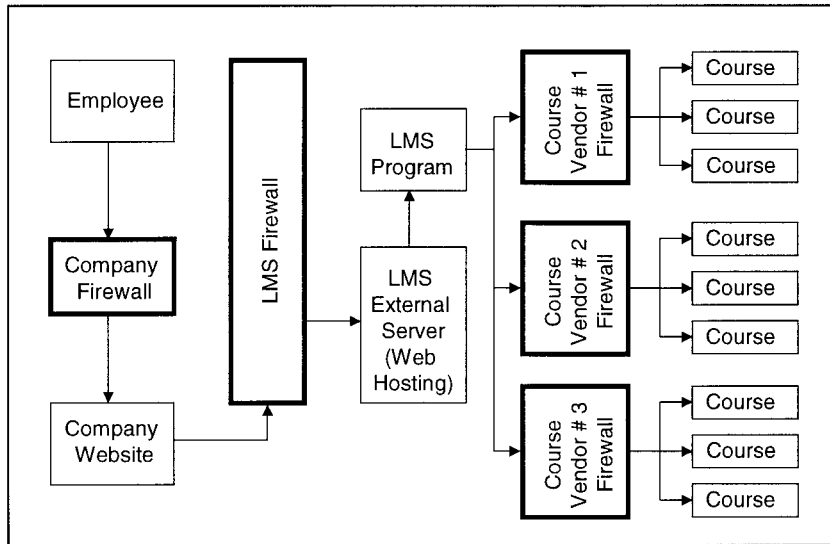 Employee
Company
Firewall
Company
Website
LMS Firewall
LMS
Program
LMS
External
Server
(Web
Hosting)
Course
Vendor # 1
Firewall
Course
Course
Course
Course
Vendor # 2
Firewall
Course
Course
Course
Course
Vendor # 3
Firewall
Course
Course
Course